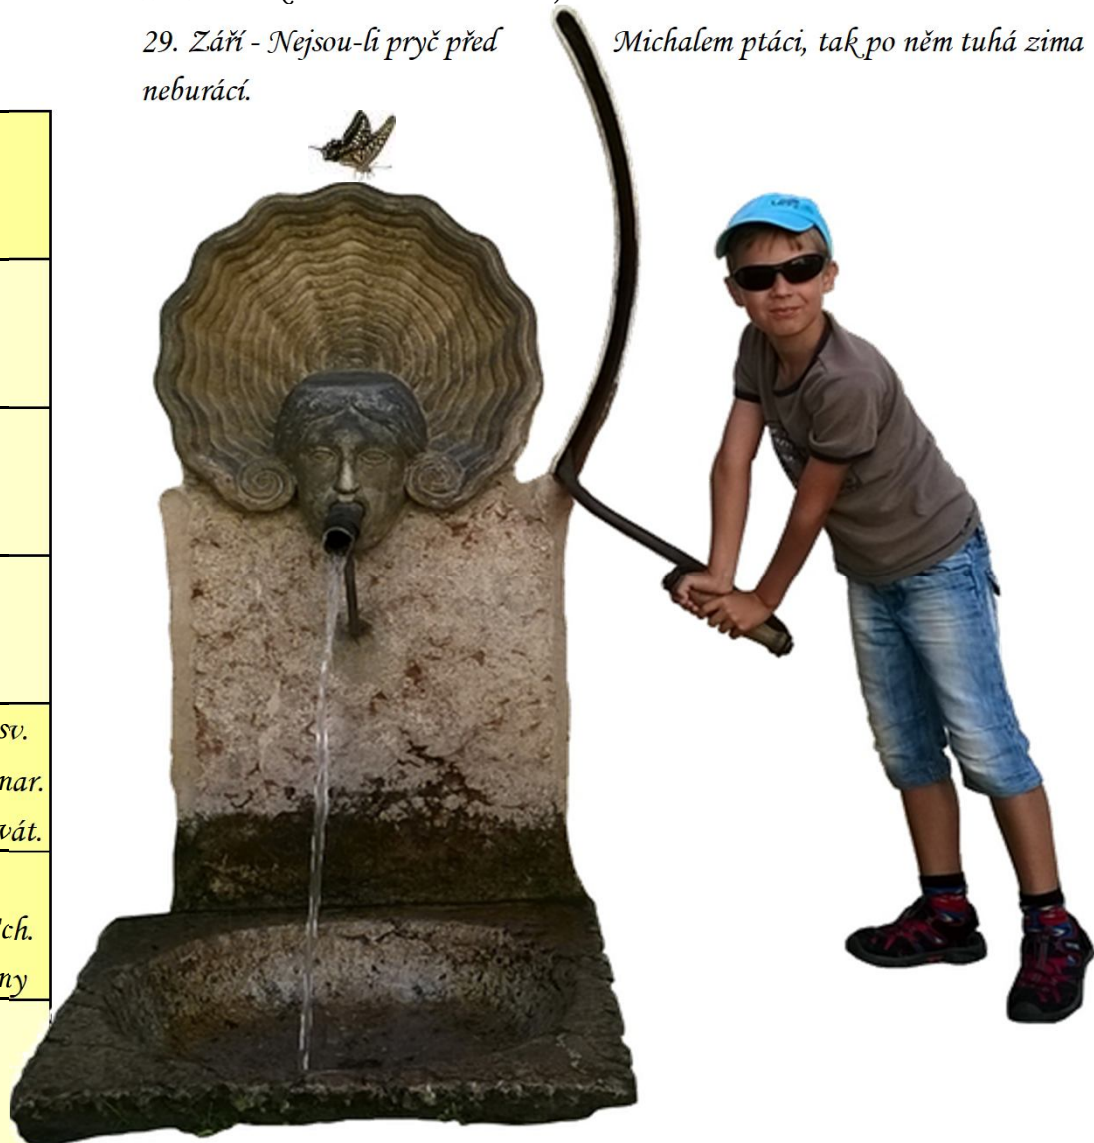 29. Září - Nejsou-li pryč před Michalem ptáci, tak po něm tuhá zima
neburácí.
sv.
nar.
vát.
ch.
ny